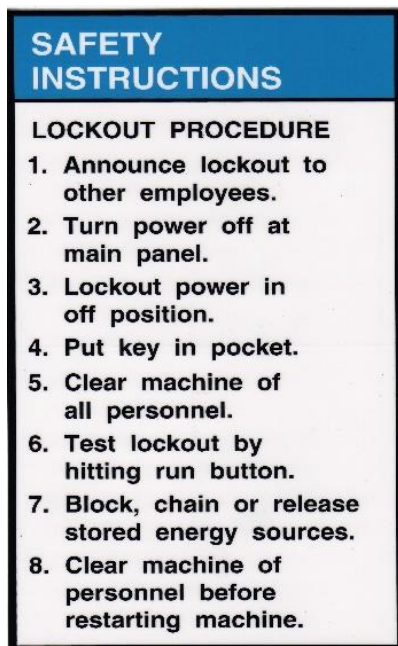 SAFETY
INSTRUCTIONS
LOCKOUT PROCEDURE
1. Announce lockout to
other employees.
2. Turn power off at
main panel.
3. Lockout power in
off position.
4. Put key in pocket.
5. Clear machine of
all personnel.
6. Test lockout by
hitting run button.
7. Block, chain or release
stored energy sources.
8. Clear machine of
personnel before
restarting machine.